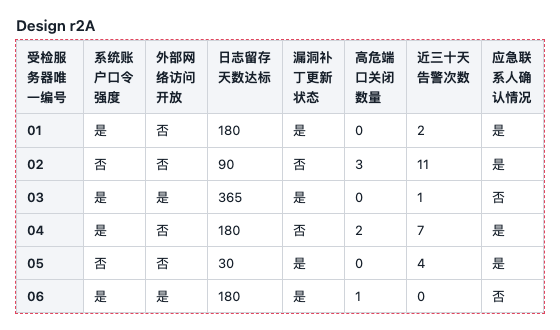 Design r2A
受检服务器唯一编号 系统账户口令强度 外部网络访问开放 日志留存天数达标 漏洞补丁更新状态 高危端口关闭数量 近三十天告警次数 应急联系人确认情况
01 是 否 180 是 0 2 是
02 否 否 90 否 3 11 是
03 是 是 365 是 0 1 否
04 是 否 180 否 2 7 是
05 否 否 30 是 0 4 是
06 是 是 180 是 1 0 否